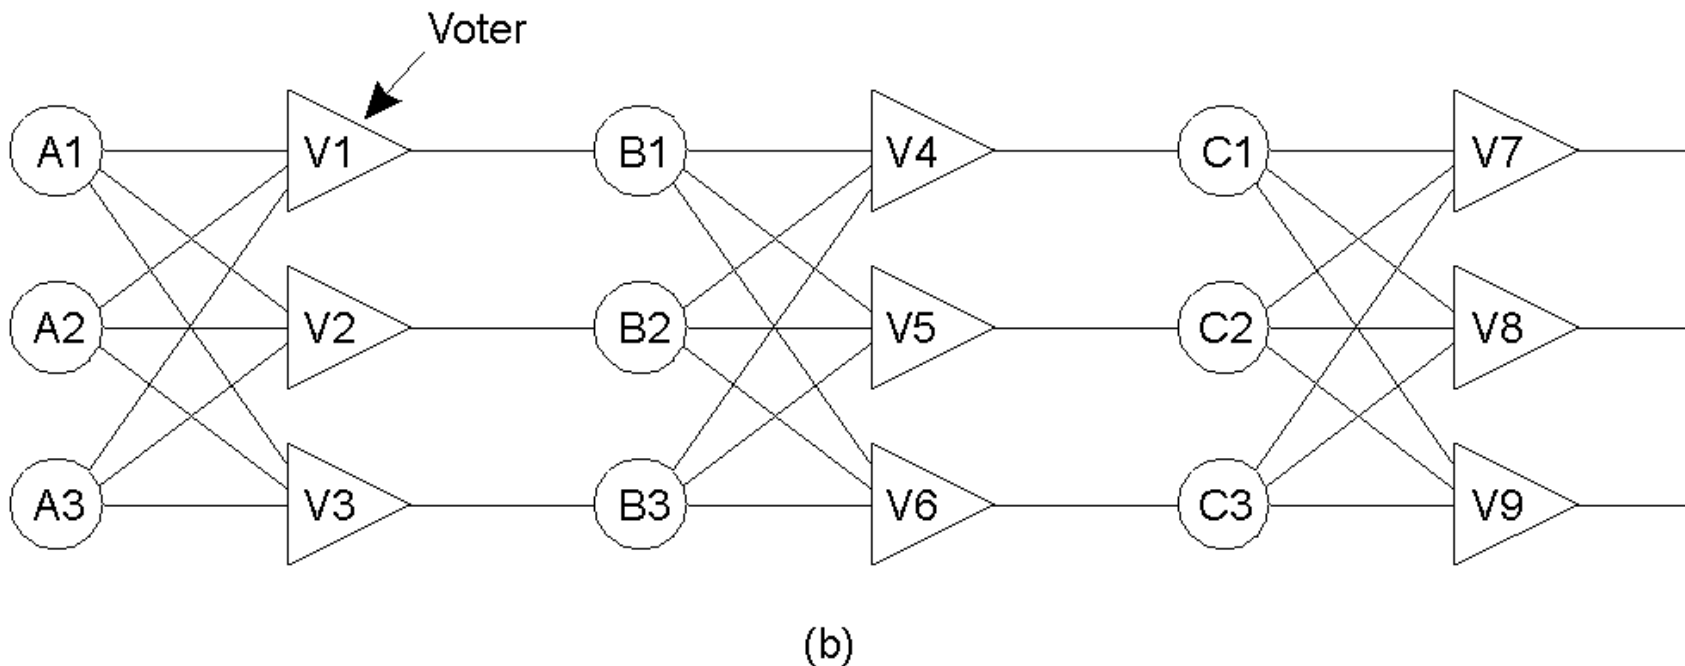 Voter
A1 V1 B1 V4 C1 V7
A2 V2 B2 V5 C2 V8
A3 V3 B3 V6 C3 V9
(b)